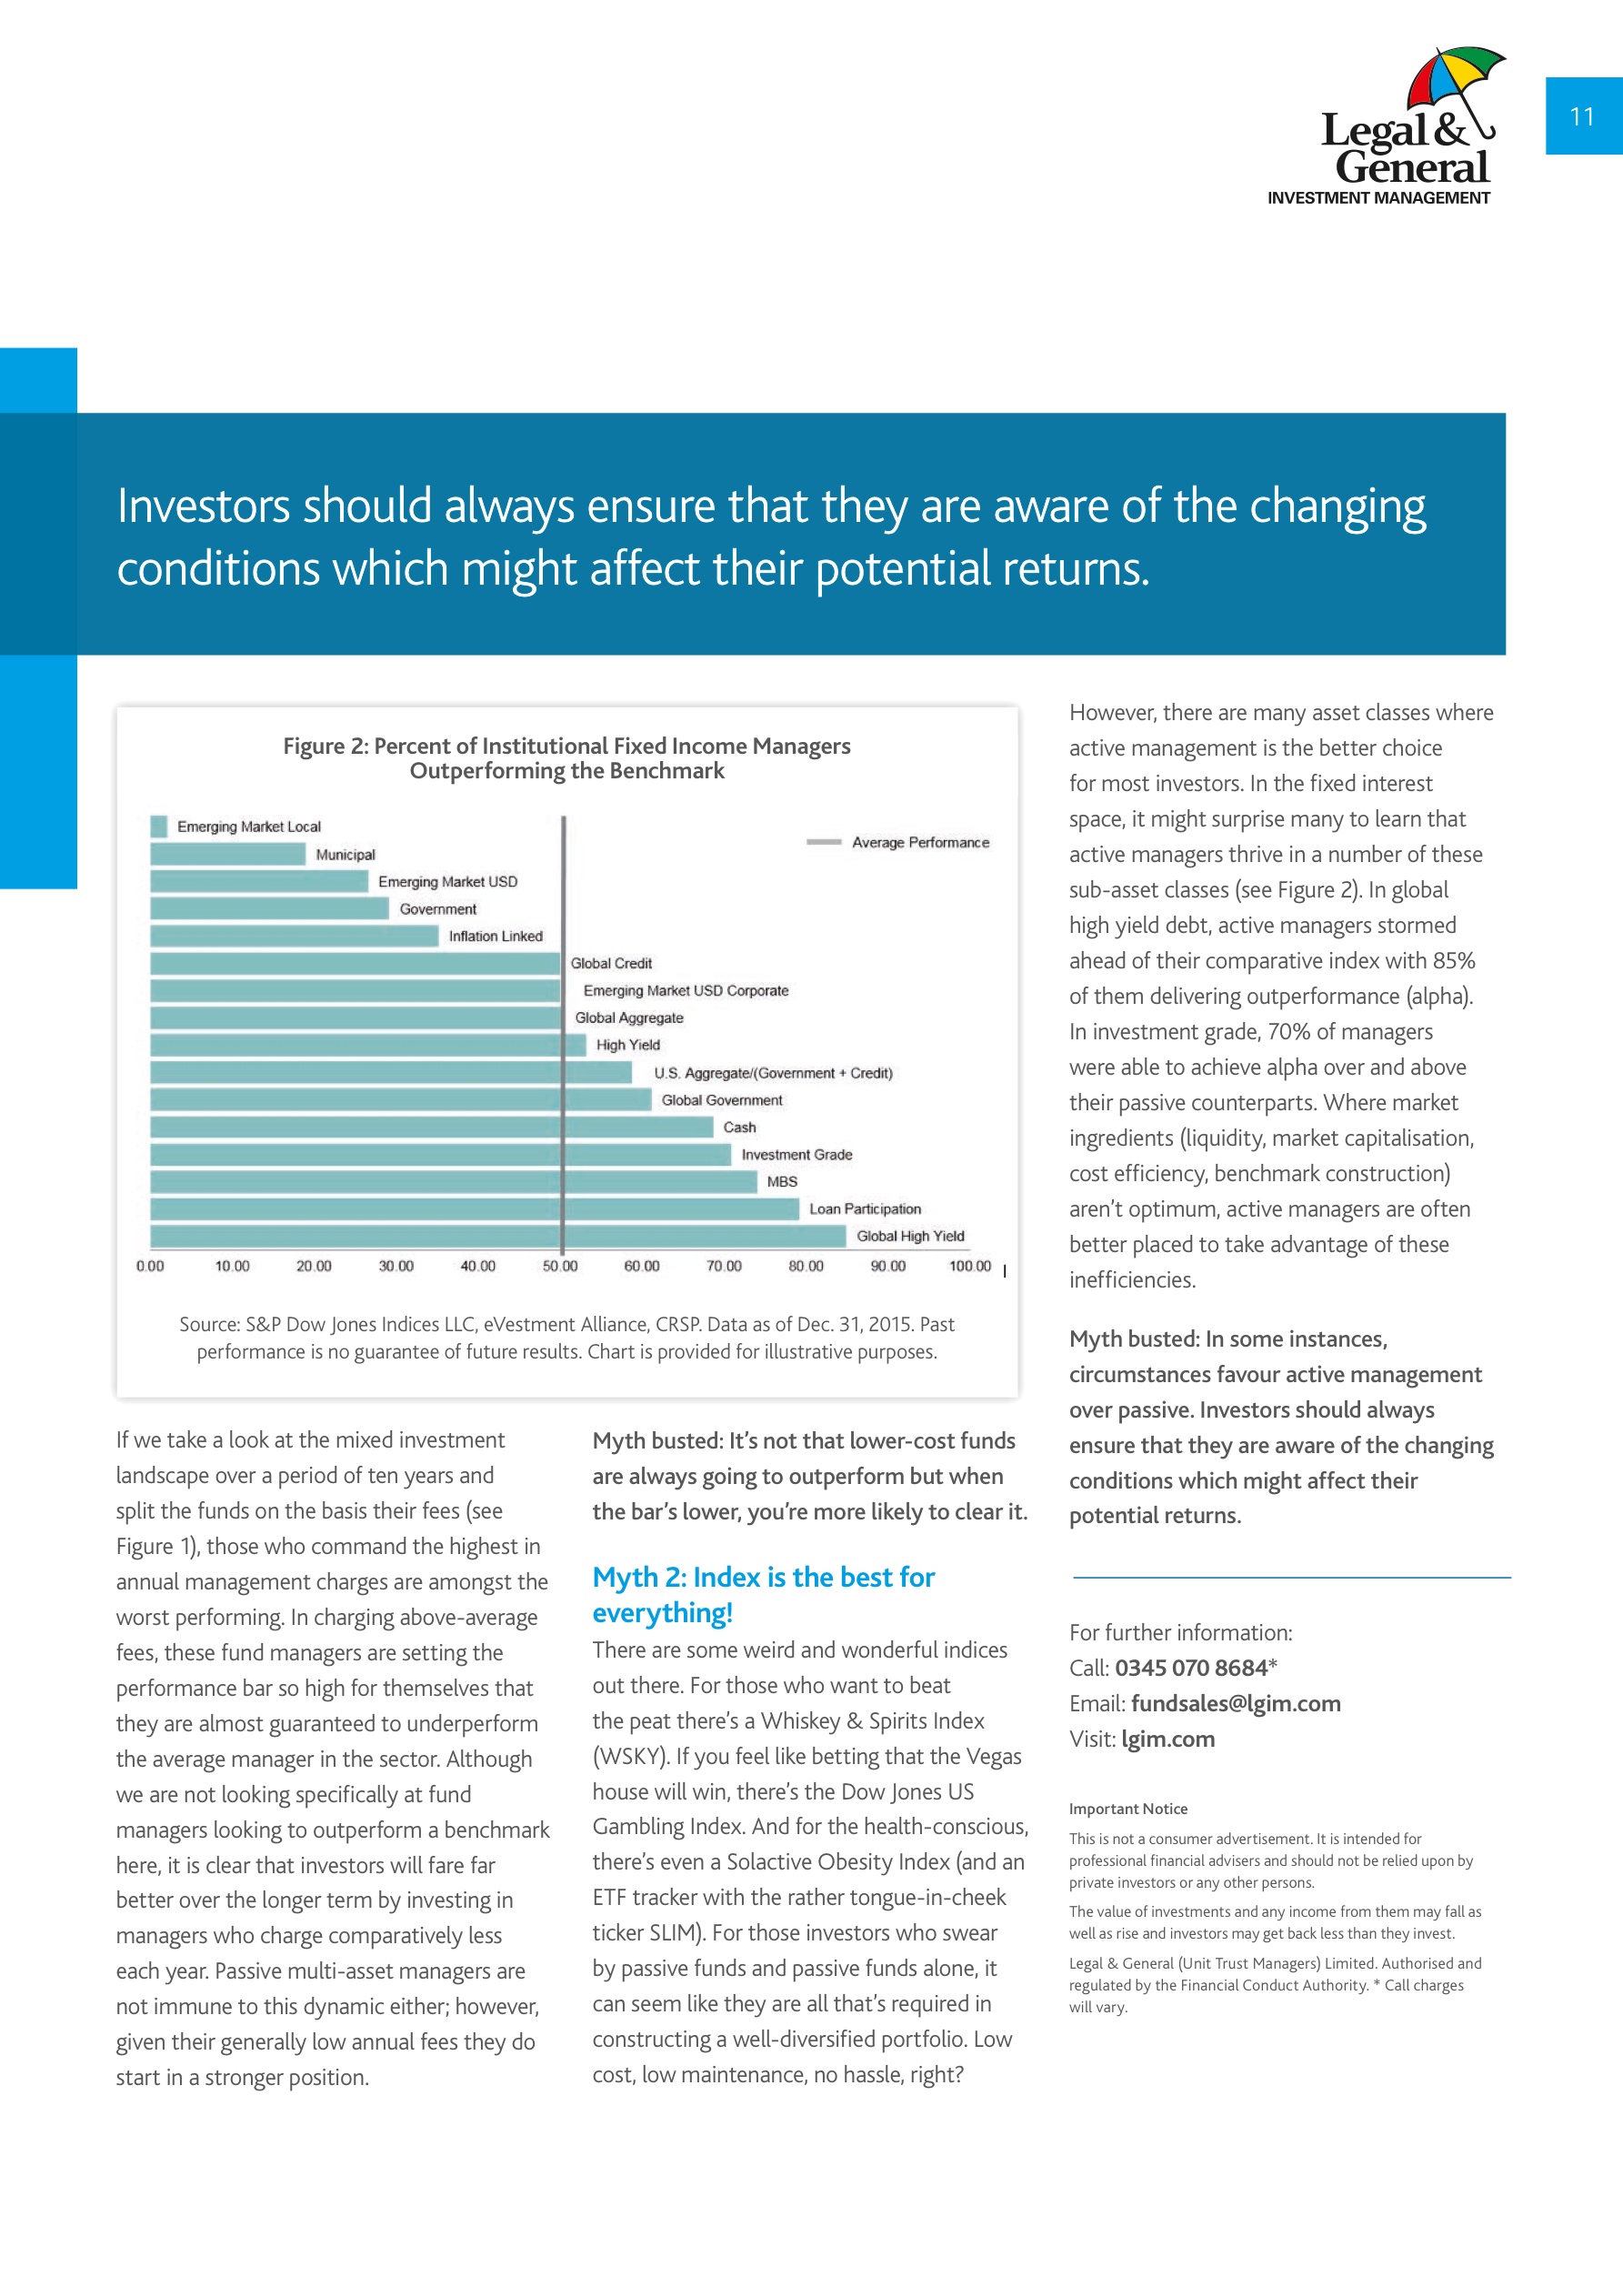 Legal &
General
INVESTMENT MANAGEMENT
11
Investors should always ensure that they are aware of the changing
conditions which might affect their potential returns.
Figure 2: Percent of Institutional Fixed Income Managers
Outperforming the Benchmark
Emerging Market Local
Average Performance
Municipal
Emerging Market USD
Government
Inflation Linked
Global Credit
Emerging Market USD Corporate
Global Aggregate
High Yield
U.S. Aggregate/(Government + Credit)
Global Government
Cash
Investment Grade
MBS
Loan Participation
Global High Yield
0.00 10.00 20.00 30.00 40.00 50.00 60.00 70.00 80.00 90.00 100.00
Source: S&P Dow Jones Indices LLC, eVestment Alliance, CRSP. Data as of Dec. 31, 2015. Past
performance is no guarantee of future results. Chart is provided for illustrative purposes.
If we take a look at the mixed investment
landscape over a period of ten years and
split the funds on the basis their fees (see
Figure 1), those who command the highest in
annual management charges are amongst the
worst performing. In charging above-average
fees, these fund managers are setting the
performance bar so high for themselves that
they are almost guaranteed to underperform
the average manager in the sector. Although
we are not looking specifically at fund
managers looking to outperform a benchmark
here, it is clear that investors will fare far
better over the longer term by investing in
managers who charge comparatively less
each year. Passive multi-asset managers are
not immune to this dynamic either; however,
given their generally low annual fees they do
start in a stronger position.
Myth busted: It's not that lower-cost funds
are always going to outperform but when
the bar's lower, you're more likely to clear it.
Myth 2: Index is the best for
everything!
There are some weird and wonderful indices
out there. For those who want to beat
the peat there's a Whiskey & Spirits Index
(WSKY). If you feel like betting that the Vegas
house will win, there's the Dow Jones US
Gambling Index. And for the health-conscious,
there's even a Solactive Obesity Index (and an
ETF tracker with the rather tongue-in-cheek
ticker SLIM). For those investors who swear
by passive funds and passive funds alone, it
can seem like they are all that's required in
constructing a well-diversified portfolio. Low
cost, low maintenance, no hassle, right?
However, there are many asset classes where
active management is the better choice
for most investors. In the fixed interest
space, it might surprise many to learn that
active managers thrive in a number of these
sub-asset classes (see Figure 2). In global
high yield debt, active managers stormed
ahead of their comparative index with 85%
of them delivering outperformance (alpha).
In investment grade, 70% of managers
were able to achieve alpha over and above
their passive counterparts. Where market
ingredients (liquidity, market capitalisation,
cost efficiency, benchmark construction)
aren't optimum, active managers are often
better placed to take advantage of these
inefficiencies.
Myth busted: In some instances,
circumstances favour active management
over passive. Investors should always
ensure that they are aware of the changing
conditions which might affect their
potential returns.
For further information:
Call: 0345 070 8684*
Email: fundsales@lgim.com
Visit: lgim.com
Important Notice
This is not a consumer advertisement. It is intended for
professional financial advisers and should not be relied upon by
private investors or any other persons.
The value of investments and any income from them may fall as
well as rise and investors may get back less than they invest.
Legal & General (Unit Trust Managers) Limited. Authorised and
regulated by the Financial Conduct Authority. * Call charges
will vary.